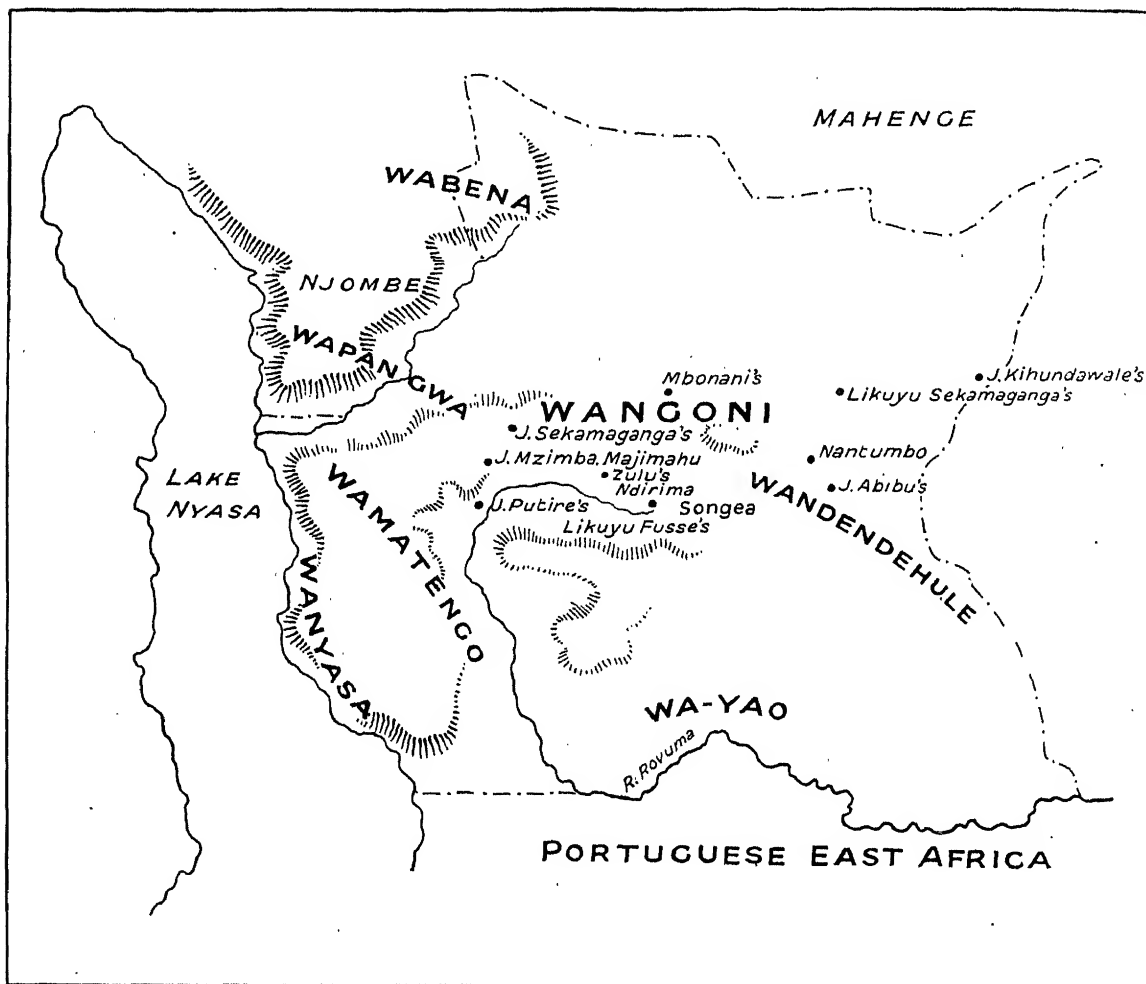 MAHENGE
WABENA
NJOMBE
WAPANGWA
Mbonani's
J. Kihundawale's
Likuyu Sekamaganga's
WANGONI
J. Sekamaganga's
Nantumbo
J. Mzimba. Majimahu
LAKE
NYASA
Zulu's
J. Abibu's
Ndirima
J. Putire's
Songea
WANDENDEHULE
Likuyu Fusse's
WAMATENGO
WANYASA
WA-YAO
R. Rovuma
PORTUGUESE EAST AFRICA